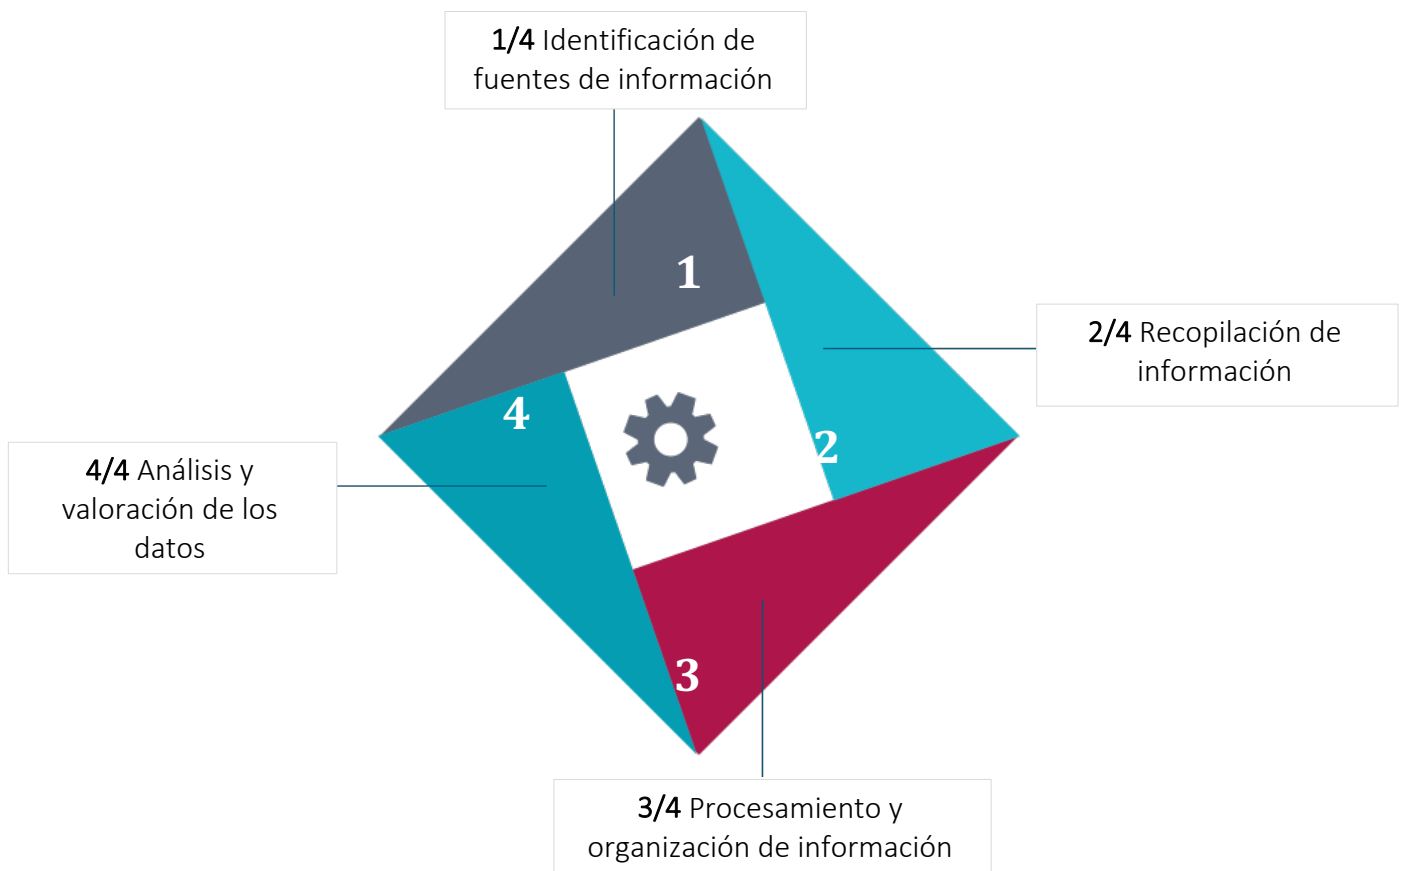 1/4 Identificación de
fuentes de información
1
2/4 Recopilación de
información
4
2
4/4 Análisis y
valoración de los
datos
3
3/4 Procesamiento y
organización de información